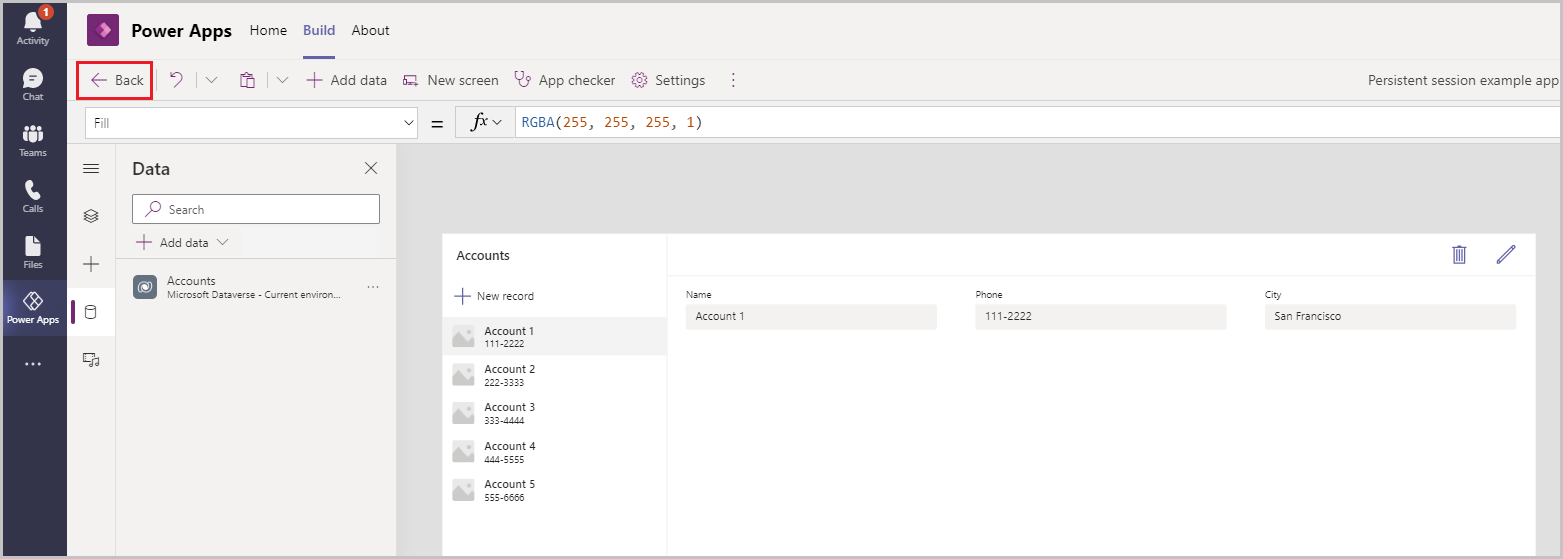 1
Activity
Chat
Teams
Calls
Files
Power Apps
Power Apps Home Build About
Back Add data New screen App checker Settings Persistent session example app
Fill = fx RGBA(255, 255, 255, 1)
Data
Search
Add data
Accounts
Microsoft Dataverse - Current environ...
Accounts
New record
Account 1
111-2222
Account 2
222-3333
Account 3
333-4444
Account 4
444-5555
Account 5
555-6666
Name Phone City
Account 1 111-2222 San Francisco